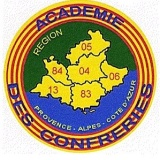 ACADEMIE
REGION
05
84 04 06
13 83
PROVENCE - ALPES - COTE D'AZUR
DES CONFRERIES